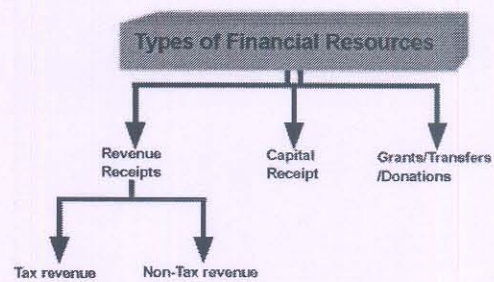 Types of Financial Resources
Revenue
Receipts
Capital
Receipt
Grants/Transfers
/Donations
Tax revenue
Non-Tax revenue